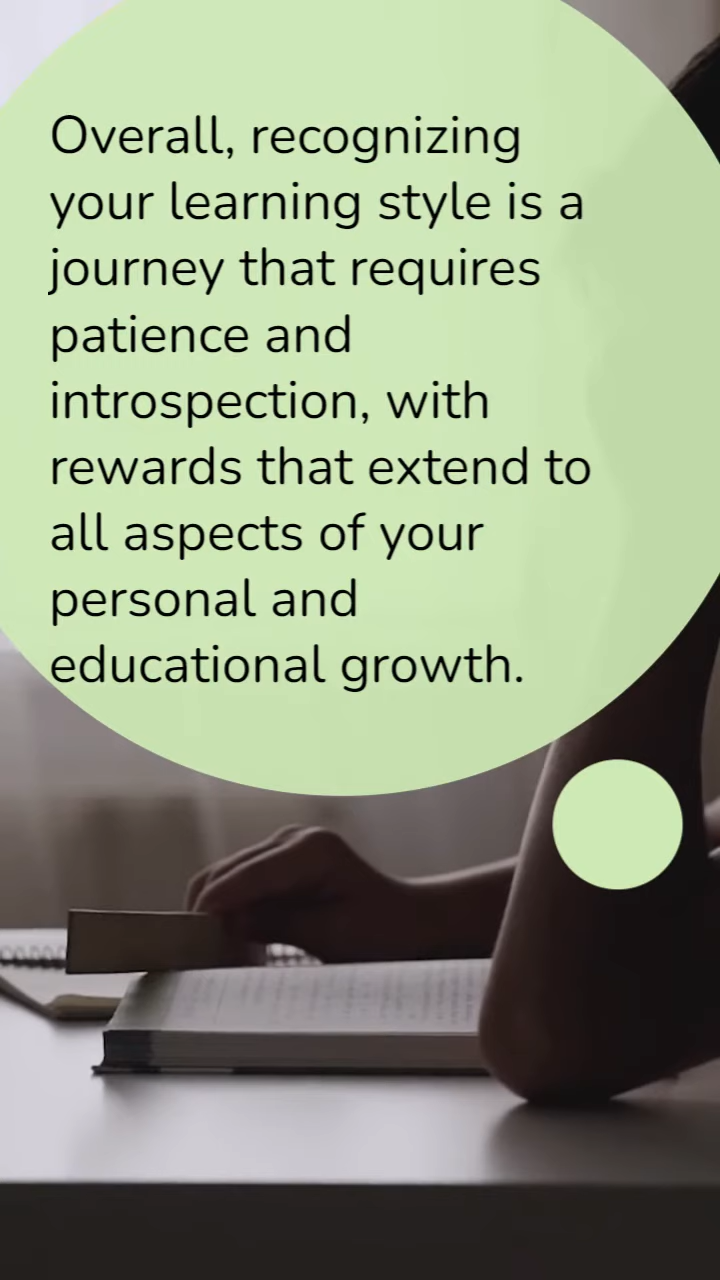 Overall, recognizing
your learning style is a
journey that requires
patience and
introspection, with
rewards that extend to
all aspects of your
personal and
educational growth.